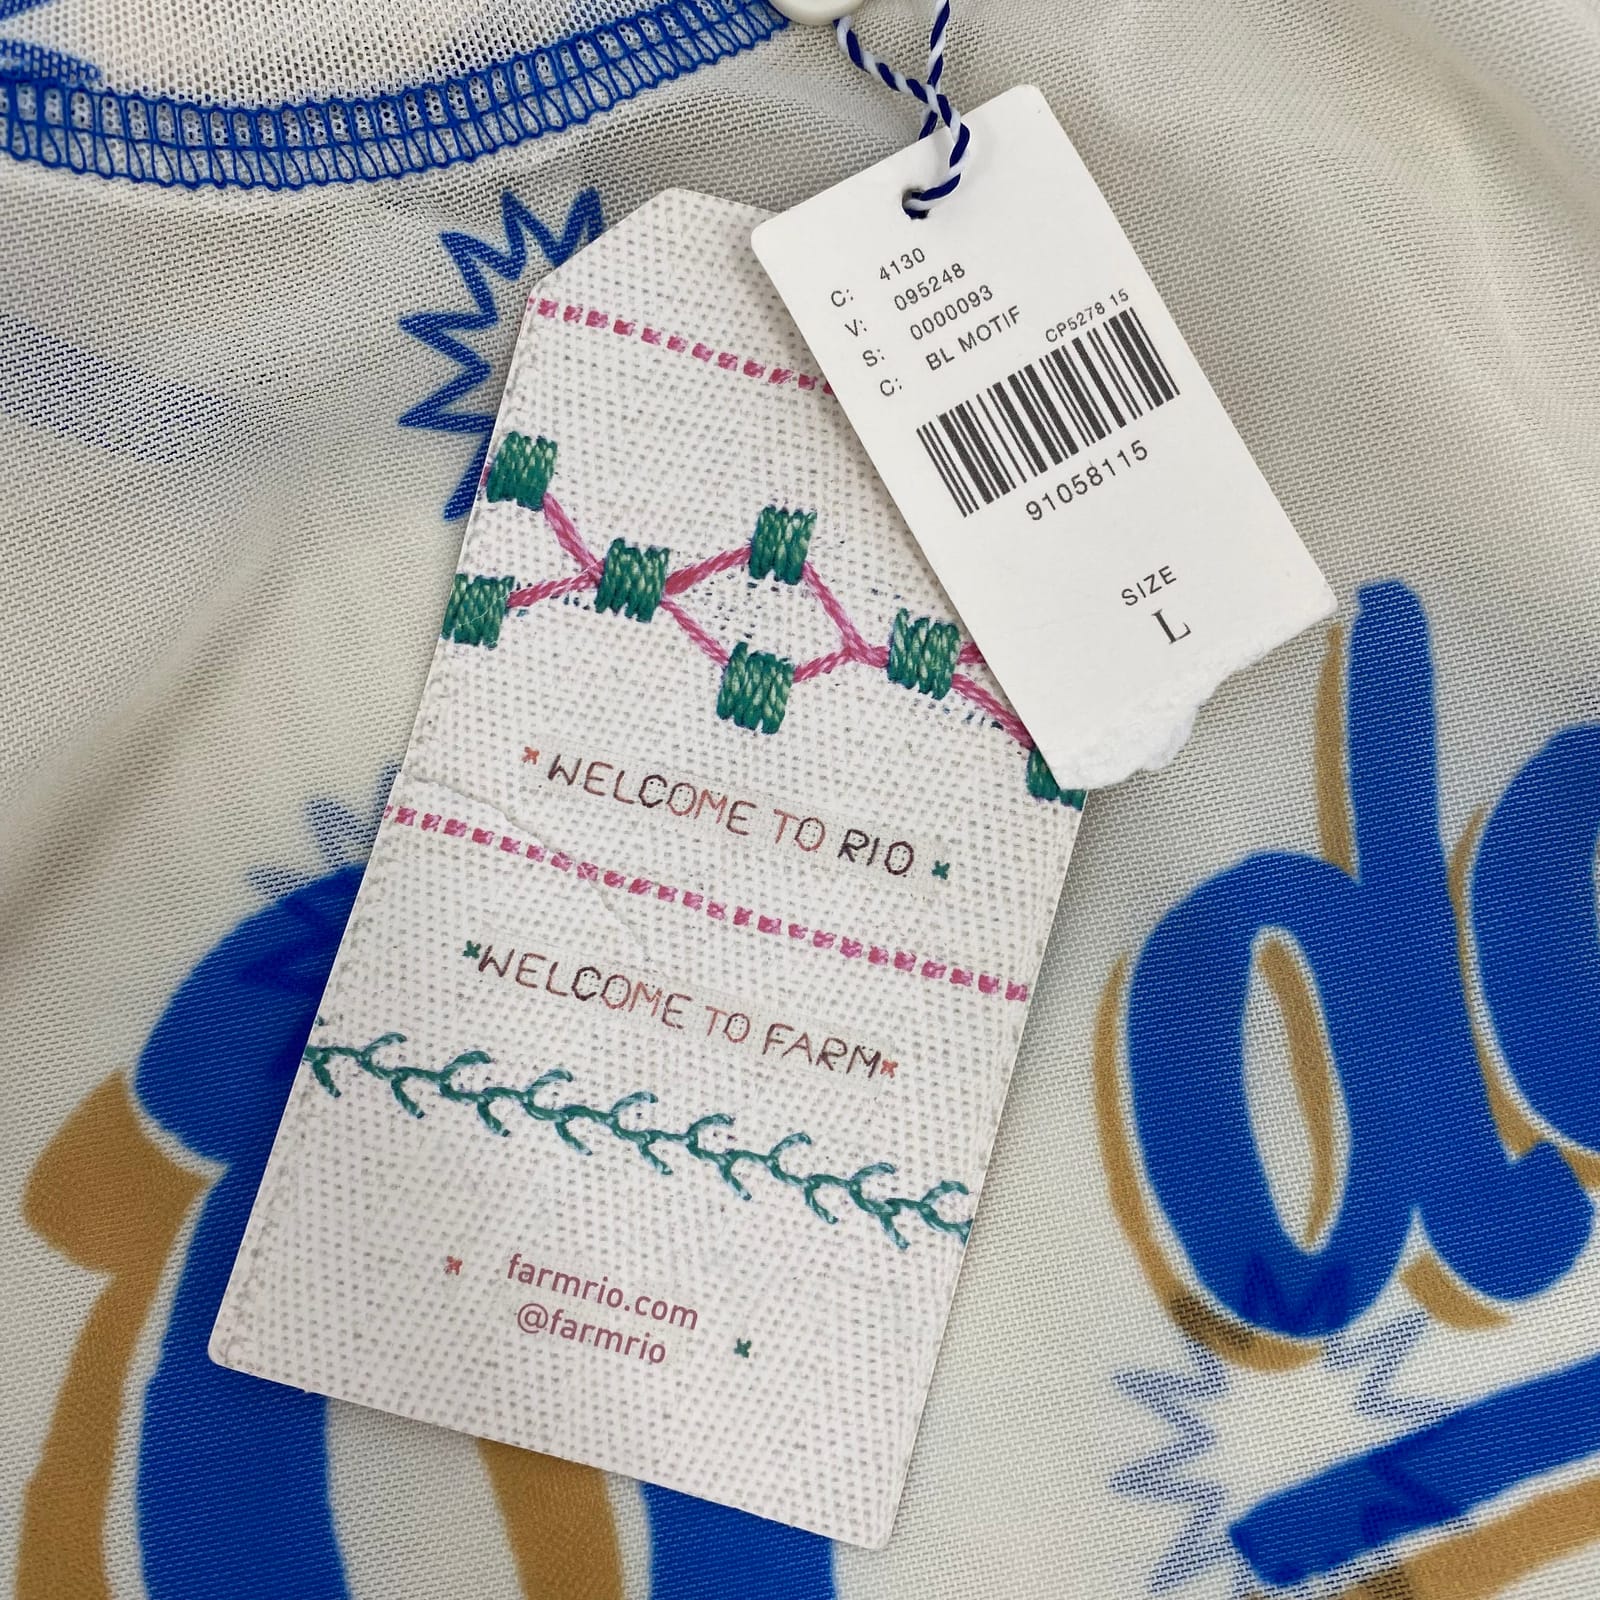 C: 4130
V: 095248
S: 0000093
C: BL MOTIF
CP5278 15
91058115
SIZE
L
WELCOME TO RIO
WELCOME TO FARM
farmrio.com
@farmrio